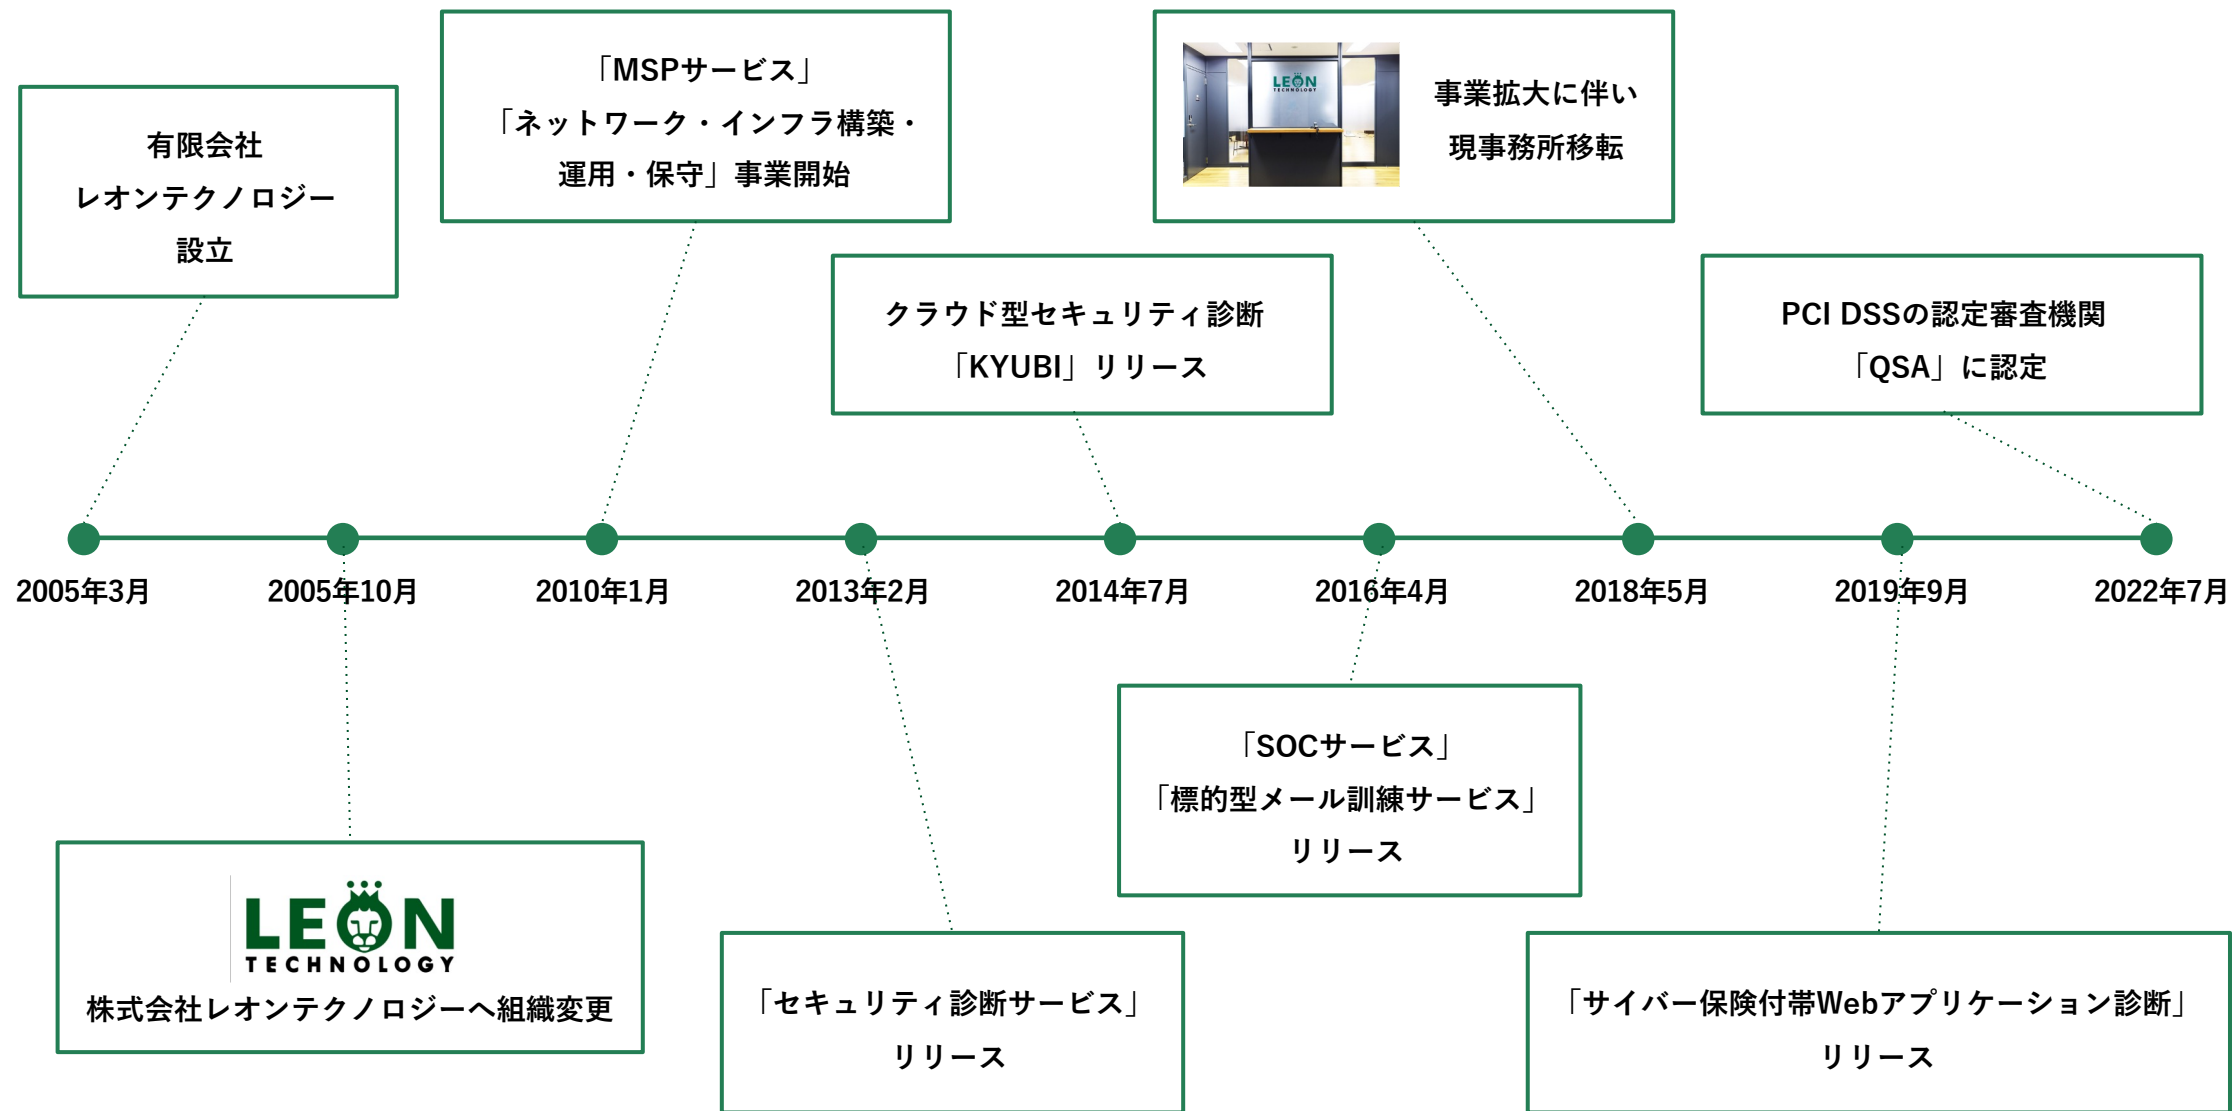 有限会社
レオンテクノロジー
設立
「MSPサービス」
「ネットワーク・インフラ構築・
運用・保守」事業開始
LEON
TECHNOLOGY
事業拡大に伴い
現事務所移転
クラウド型セキュリティ診断
「KYUBI」リリース
PCI DSSの認定審査機関
「QSA」に認定
2005年3月
2005年10月
2010年1月
2013年2月
2014年7月
2016年4月
2018年5月
2019年9月
2022年7月
「SOCサービス」
「標的型メール訓練サービス」
リリース
LEON
TECHNOLOGY
株式会社レオンテクノロジーへ組織変更
「セキュリティ診断サービス」
リリース
「サイバー保険付帯Webアプリケーション診断」
リリース